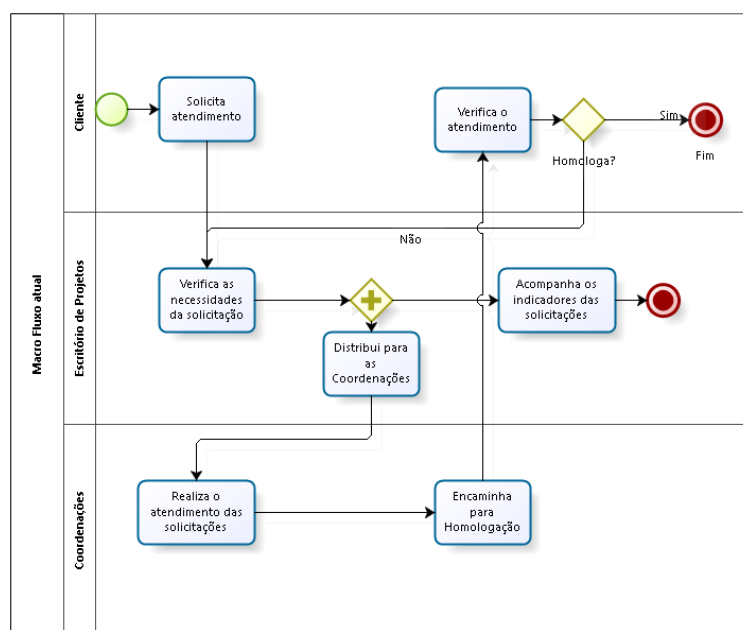 Macro Fluxo atual
Cliente
Solicita
atendimento
Verifica o
atendimento
Homologa?
Sim
Fim
Não
Escritório de Projetos
Verifica as
necessidades
da solicitação
Distribui para
as
Coordenações
Acompanha os
indicadores das
solicitações
Coordenações
Realiza o
atendimento das
solicitações
Encaminha
para
Homologação